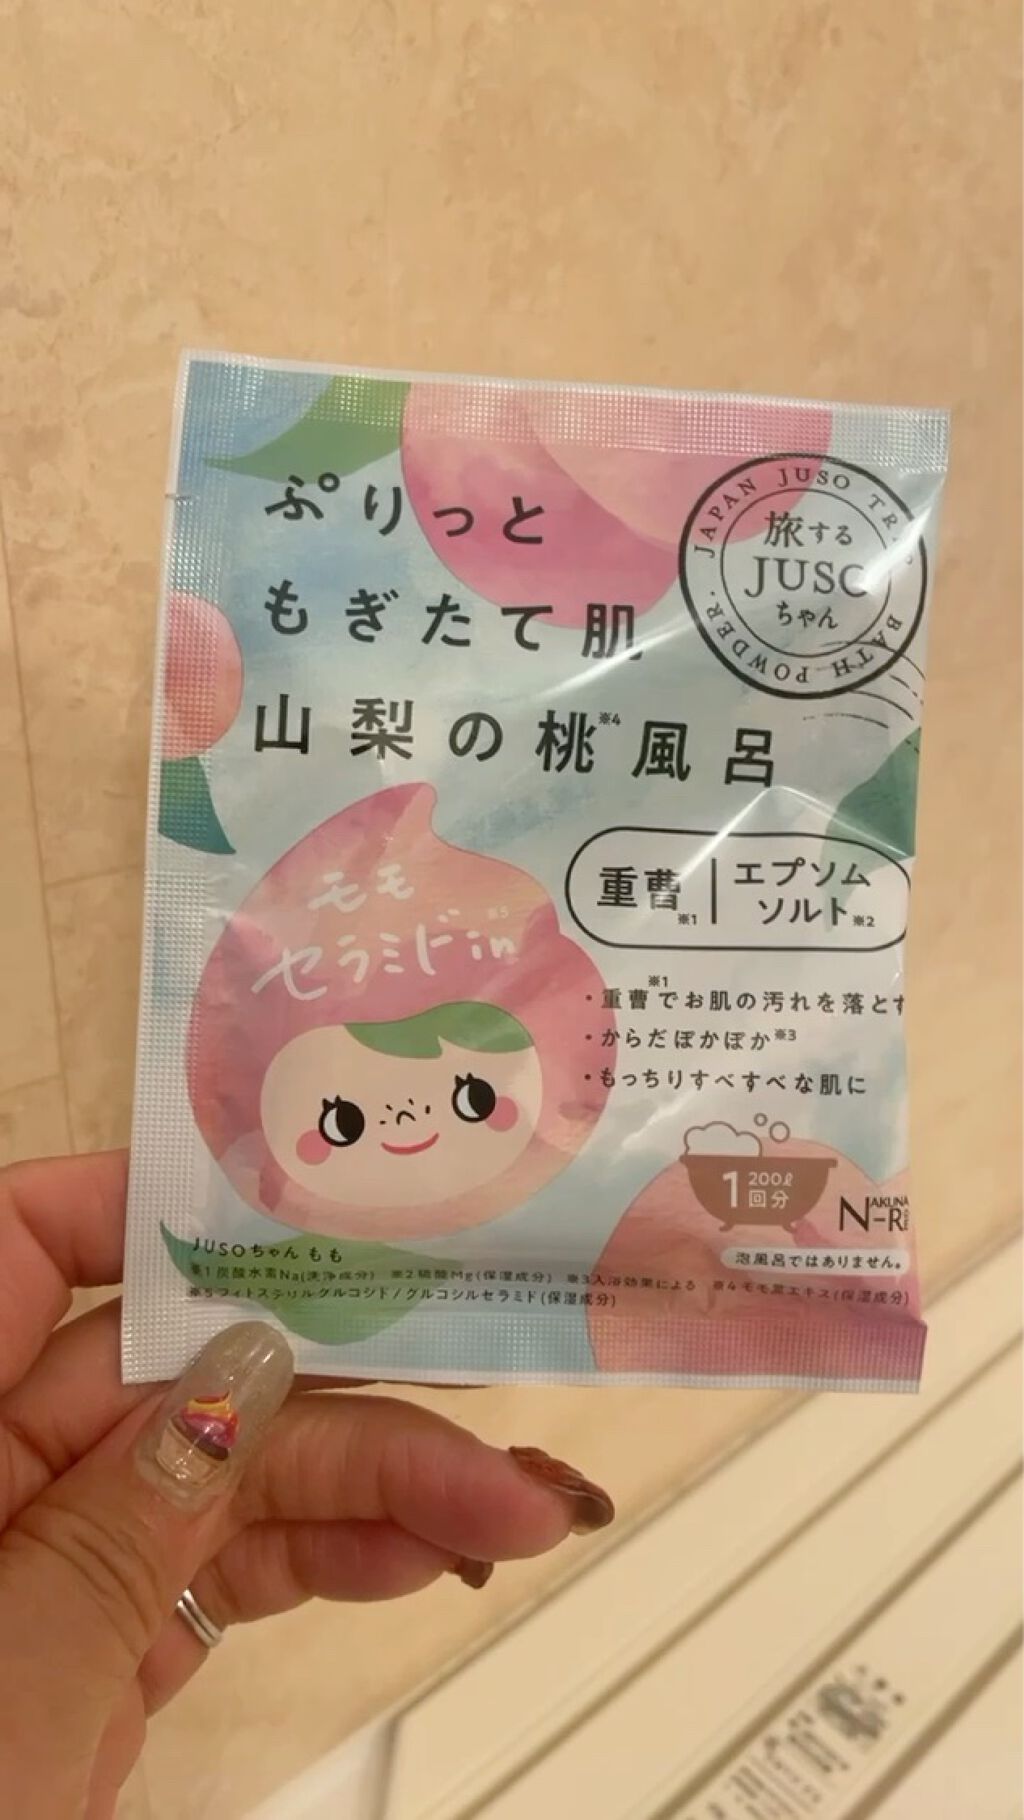 ぷりっと
もぎたて肌
山梨の桃※4風呂
JAPAN JUSO TR
BATH POWDER.
旅する
JUSO
ちゃん
モモ
セラミドin※5
重曹※1
エプソム
ソルト※2
・重曹※1でお肌の汚れを落とす
・からだぽかぽか※3
・もっちりすべすべな肌に
1回分
200ℓ
N-R
AKUNA
泡風呂ではありません。
JUSOちゃん もも
※1炭酸水素Na(洗浄成分) ※2硫酸Mg(保湿成分) ※3入浴効果による ※4モモ葉エキス(保湿成分)
※5フィトステリルグルコシド/グルコシルセラミド(保湿成分)